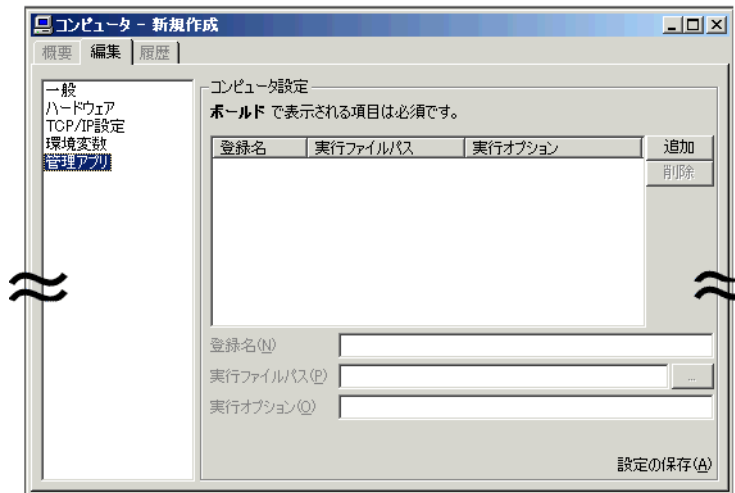 コンピュータ - 新規作成
概要 編集 履歴
一般
ハードウェア
TCP/IP設定
環境変数
管理アプリ
コンピュータ設定
ボールド で表示される項目は必須です。
登録名 実行ファイルパス 実行オプション
追加
削除
登録名(N)
実行ファイルパス(P) ...
実行オプション(O)
設定の保存(A)